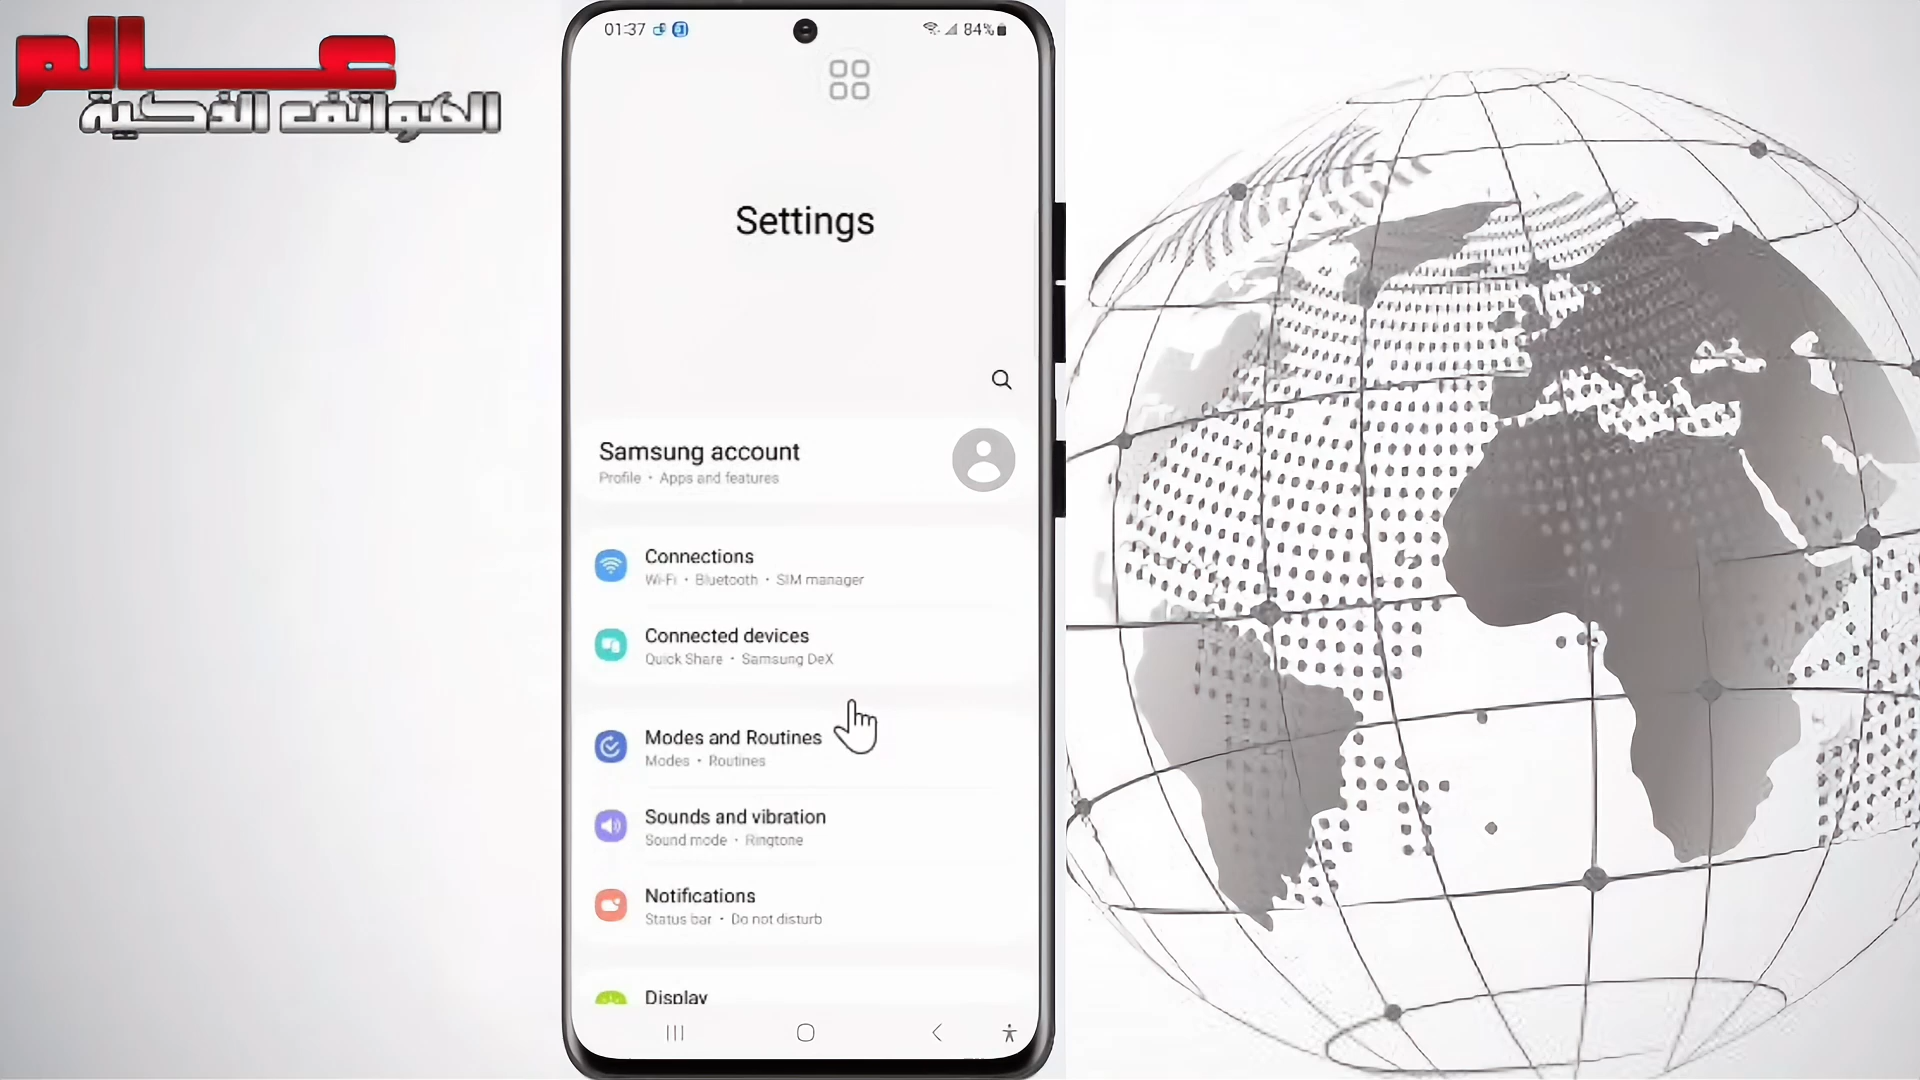 عالم
الهواتف الذكية
01:37
84%
Settings
Samsung account
Profile • Apps and features
Connections
Wi-Fi • Bluetooth • SIM manager
Connected devices
Quick Share • Samsung DeX
Modes and Routines
Modes • Routines
Sounds and vibration
Sound mode • Ringtone
Notifications
Status bar • Do not disturb
Display